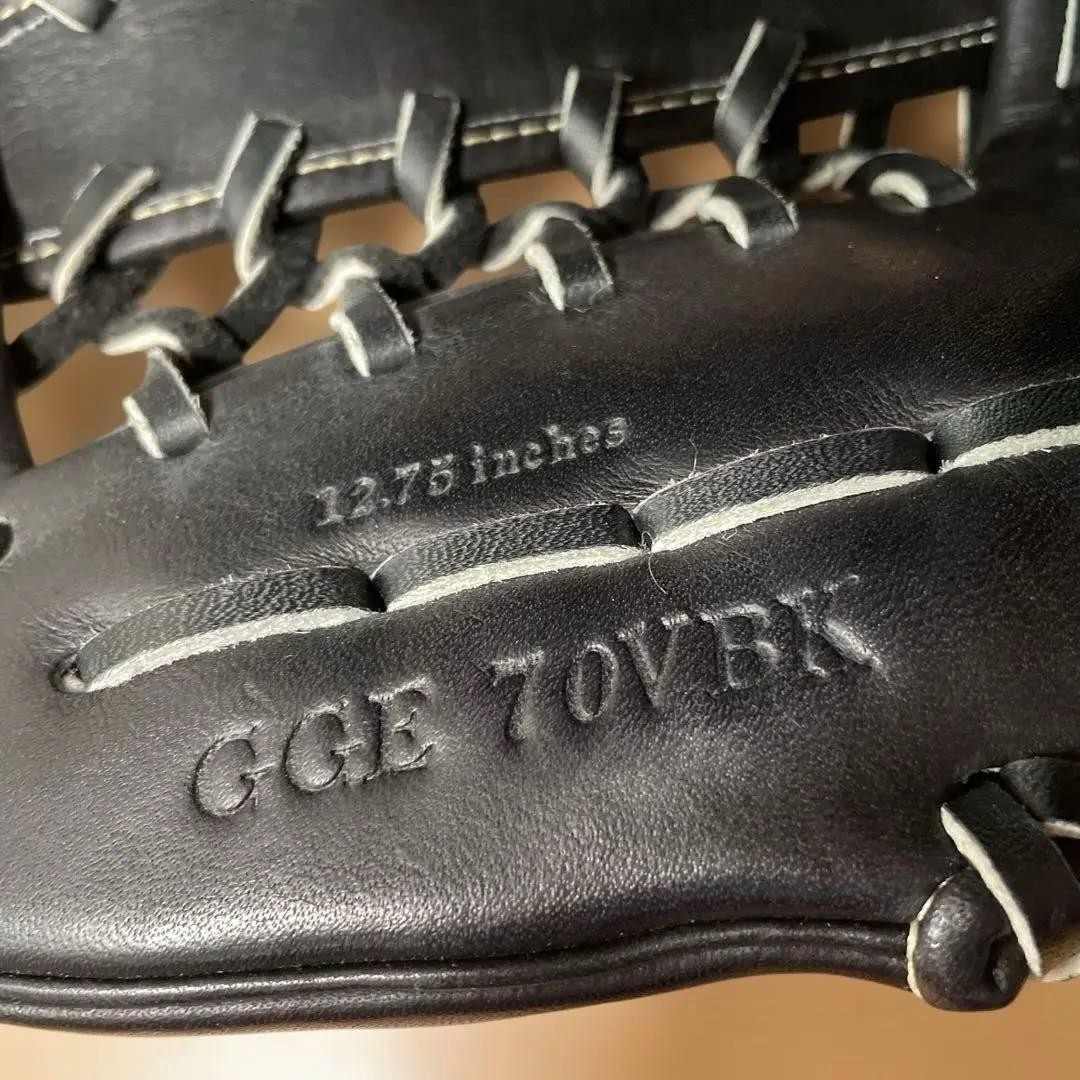 12.75 inches
GGE 70VBK